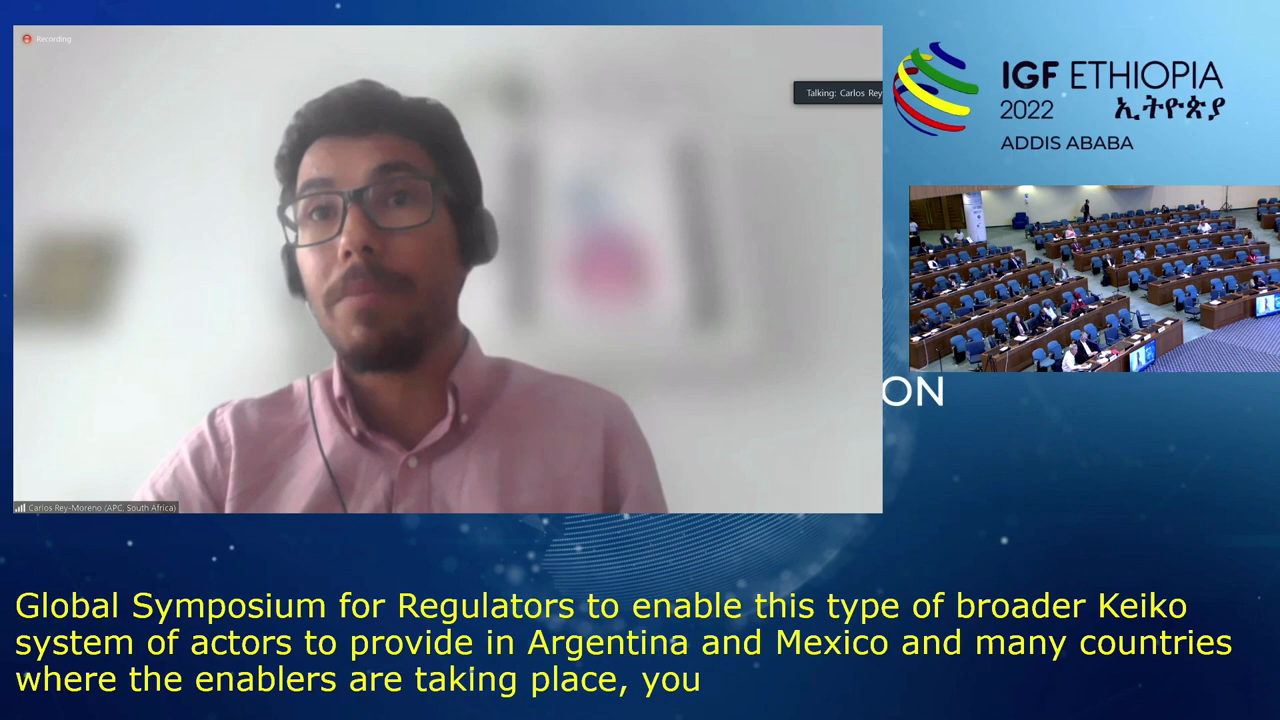 Recording
Talking: Carlos Rey
IGF ETHIOPIA
2022 ኢትዮጵያ
ADDIS ABABA
ON
Carlos Rey-Moreno (APC, South Africa)
Global Symposium for Regulators to enable this type of broader Keiko
system of actors to provide in Argentina and Mexico and many countries
where the enablers are taking place, you